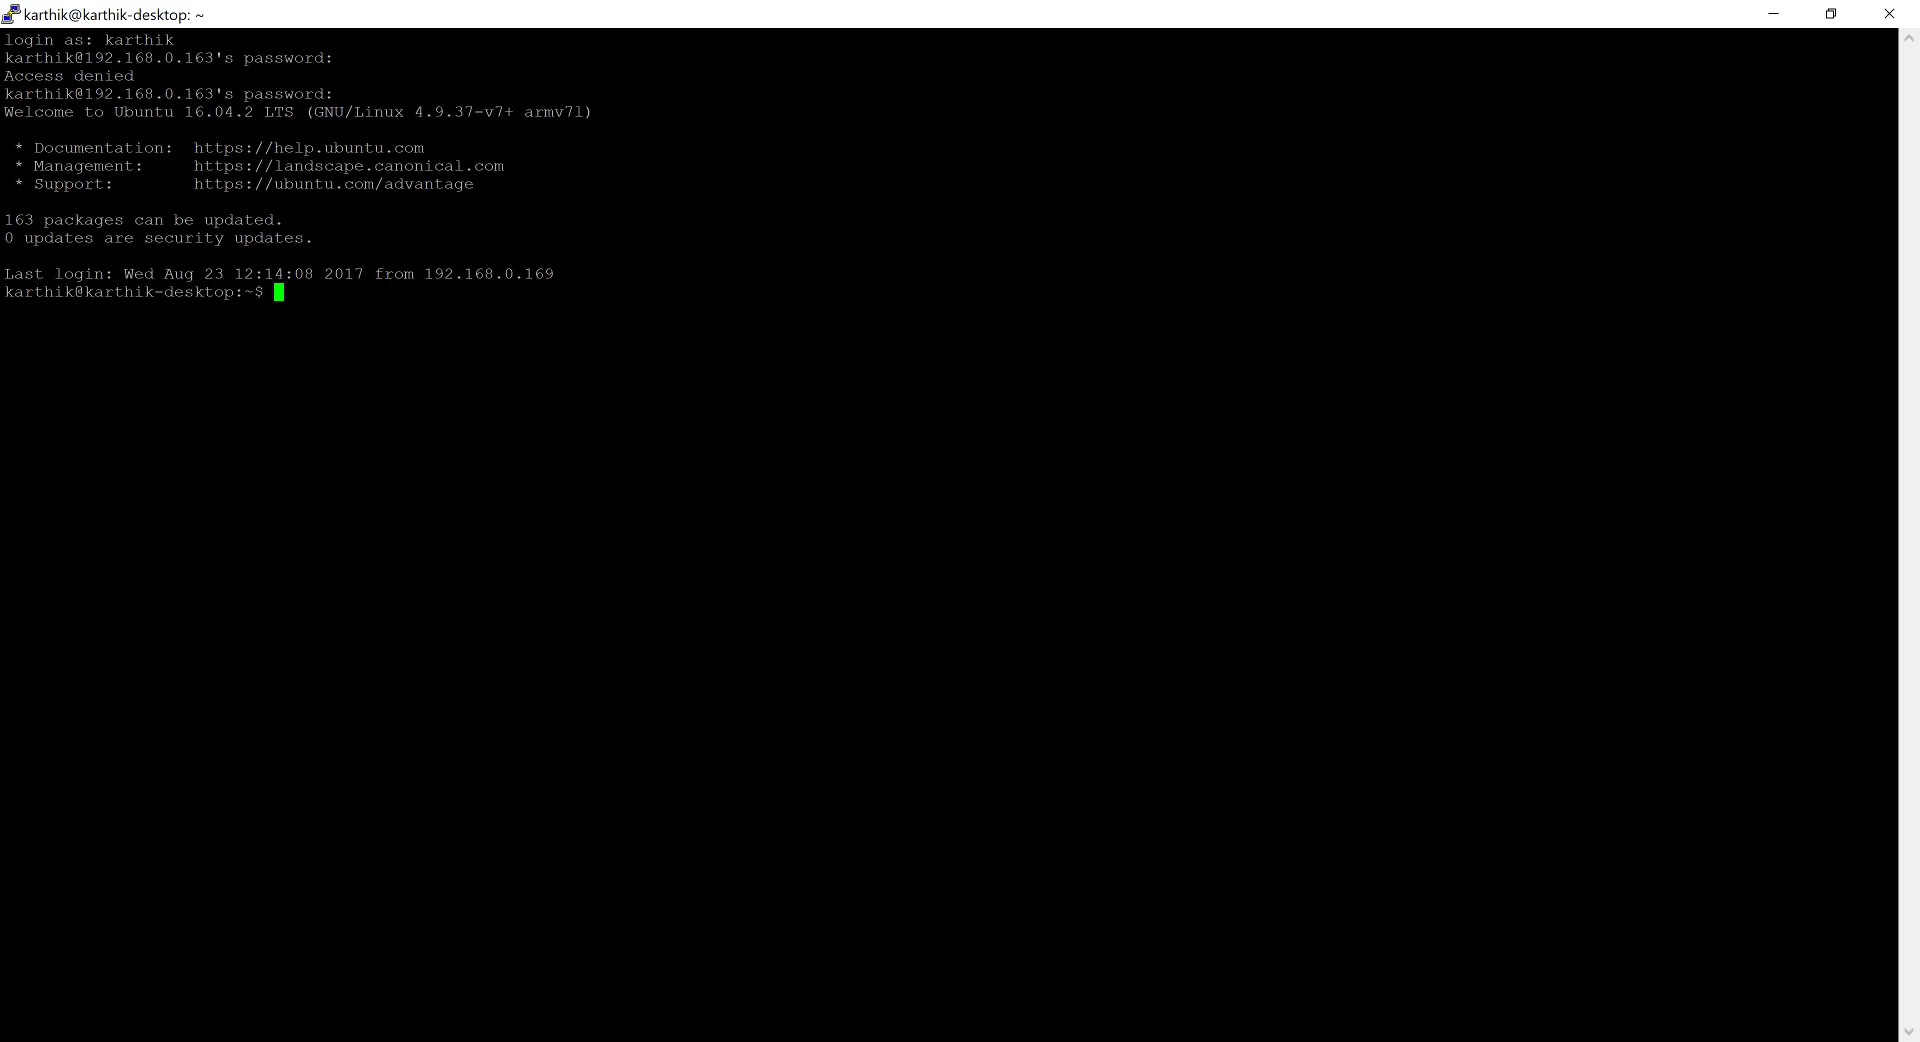 karthik@karthik-desktop: ~
login as: karthik
karthik@192.168.0.163's password:
Access denied
karthik@192.168.0.163's password:
Welcome to Ubuntu 16.04.2 LTS (GNU/Linux 4.9.37-v7+ armv7l)
* Documentation:  https://help.ubuntu.com
* Management:     https://landscape.canonical.com
* Support:        https://ubuntu.com/advantage
163 packages can be updated.
0 updates are security updates.
Last login: Wed Aug 23 12:14:08 2017 from 192.168.0.169
karthik@karthik-desktop:~$